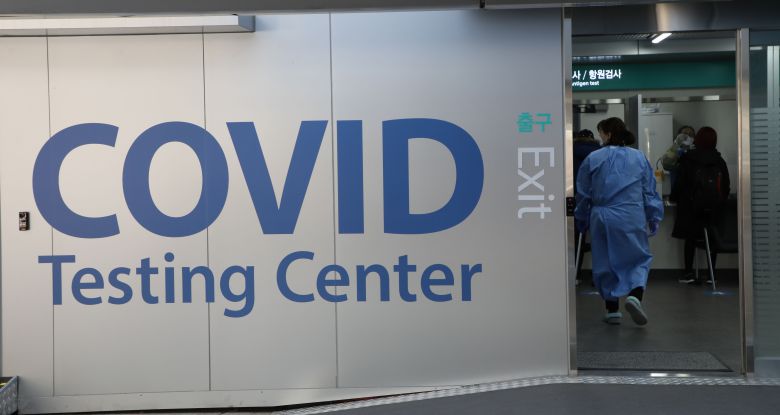 COVID
Testing Center
출구
Exit
사 / 항원검사
ntigen test